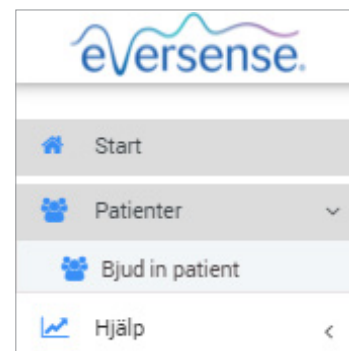 eversense.
Start
Patienter
Bjud in patient
Hjälp